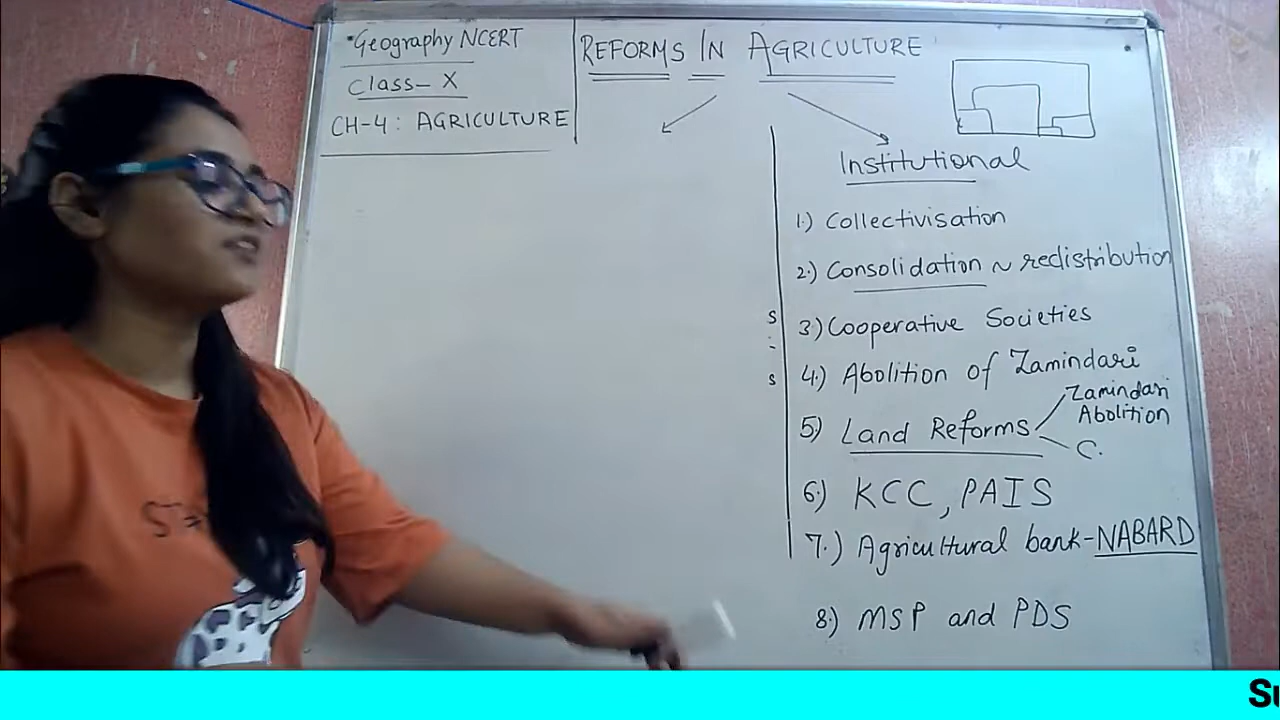 Geography NCERT
Class- X
CH-4: AGRICULTURE
REFORMS IN AGRICULTURE
Institutional
1.) Collectivisation
2.) Consolidation ~ redistribution
3.) Cooperative Societies
4.) Abolition of Zamindari
5) Land Reforms
Zamindari
Abolition
C.
6.) KCC, PAIS
7.) Agricultural bank-NABARD
8.) MSP and PDS
S
S
Su